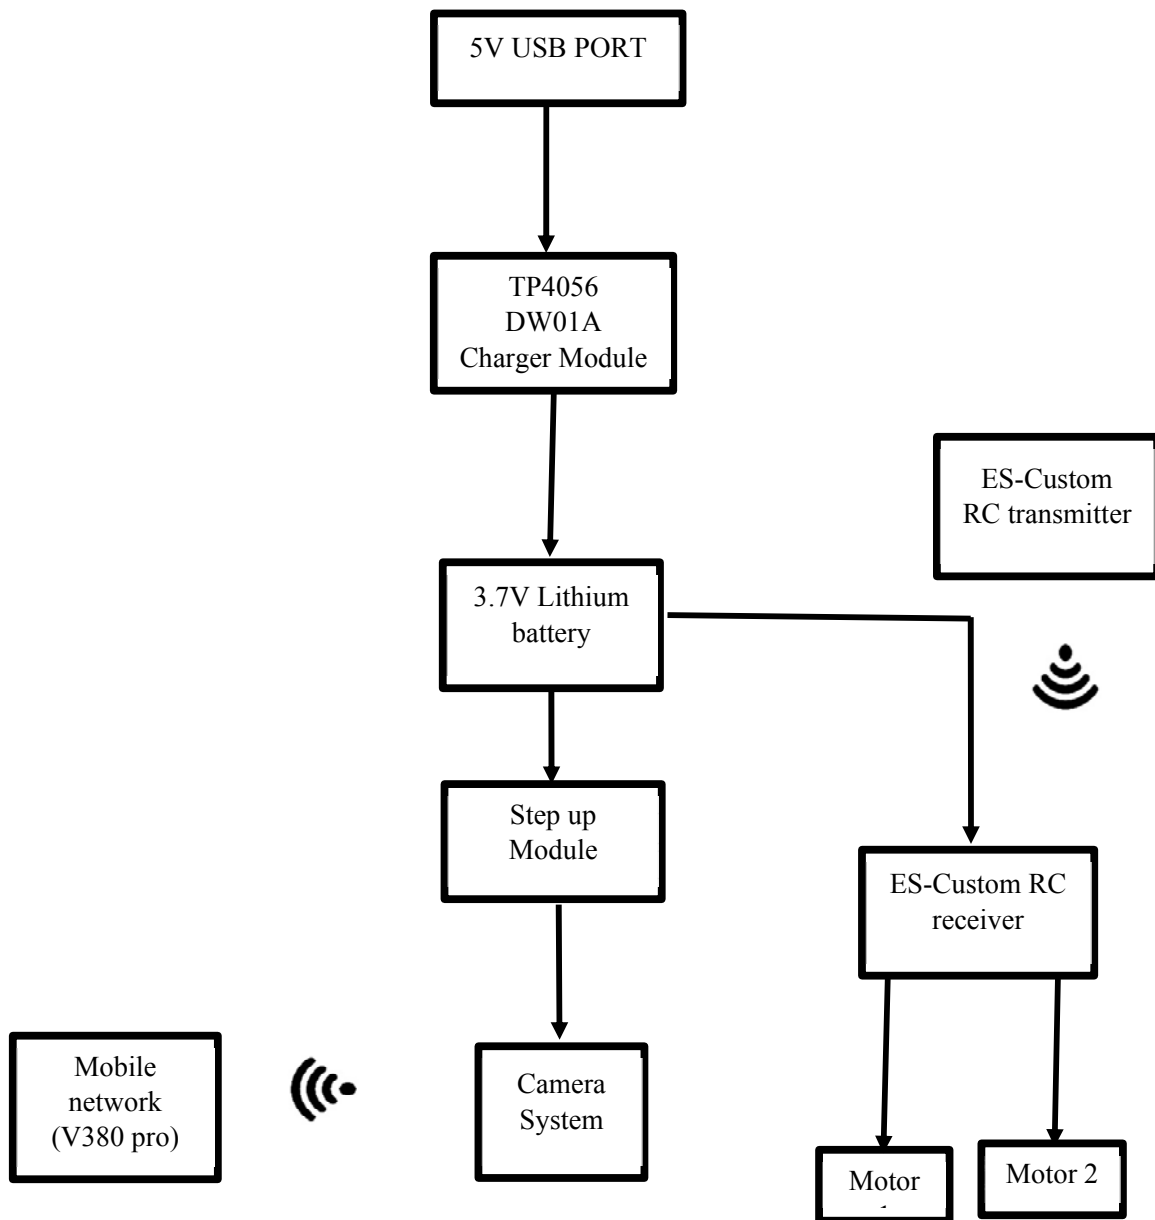 5V USB PORT
TP4056
DW01A
Charger Module
ES-Custom
RC transmitter
3.7V Lithium
battery
Step up
Module
ES-Custom RC
receiver
Mobile
network
(V380 pro)
Camera
System
Motor
Motor 2